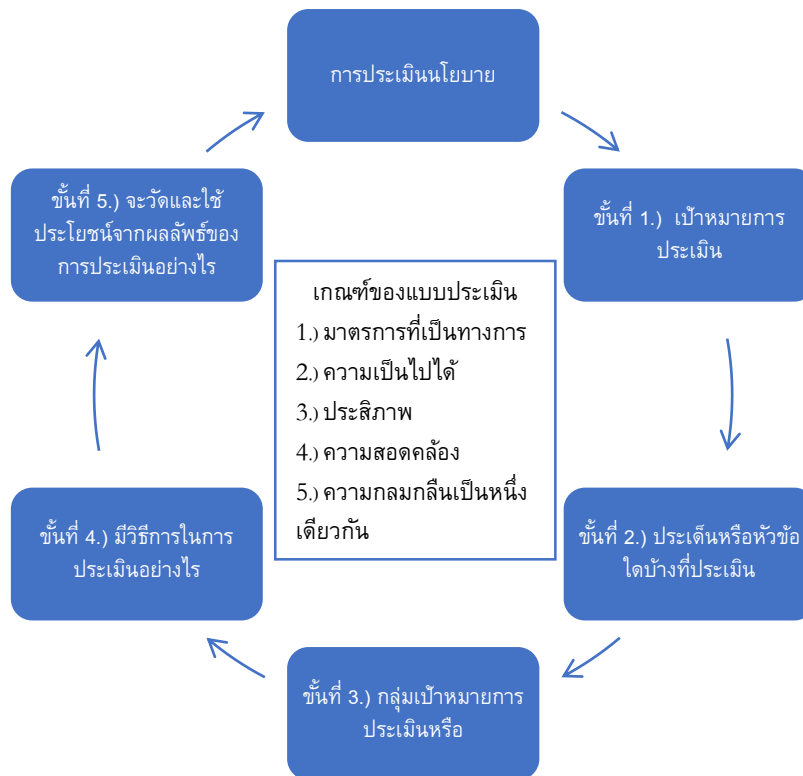 การประเมินนโยบาย
ขั้นที่ 1.) เป้าหมายการ
ประเมิน
ขั้นที่ 2.) ประเด็นหรือหัวข้อ
ใดบ้างที่ประเมิน
ขั้นที่ 3.) กลุ่มเป้าหมายการ
ประเมินหรือ
ขั้นที่ 4.) มีวิธีการในการ
ประเมินอย่างไร
ขั้นที่ 5.) จะวัดและใช้
ประโยชน์จากผลลัพธ์ของ
การประเมินอย่างไร
เกณฑ์ของแบบประเมิน
1.) มาตรการที่เป็นทางการ
2.) ความเป็นไปได้
3.) ประสิภาพ
4.) ความสอดคล้อง
5.) ความกลมกลืนเป็นหนึ่ง
เดียวกัน